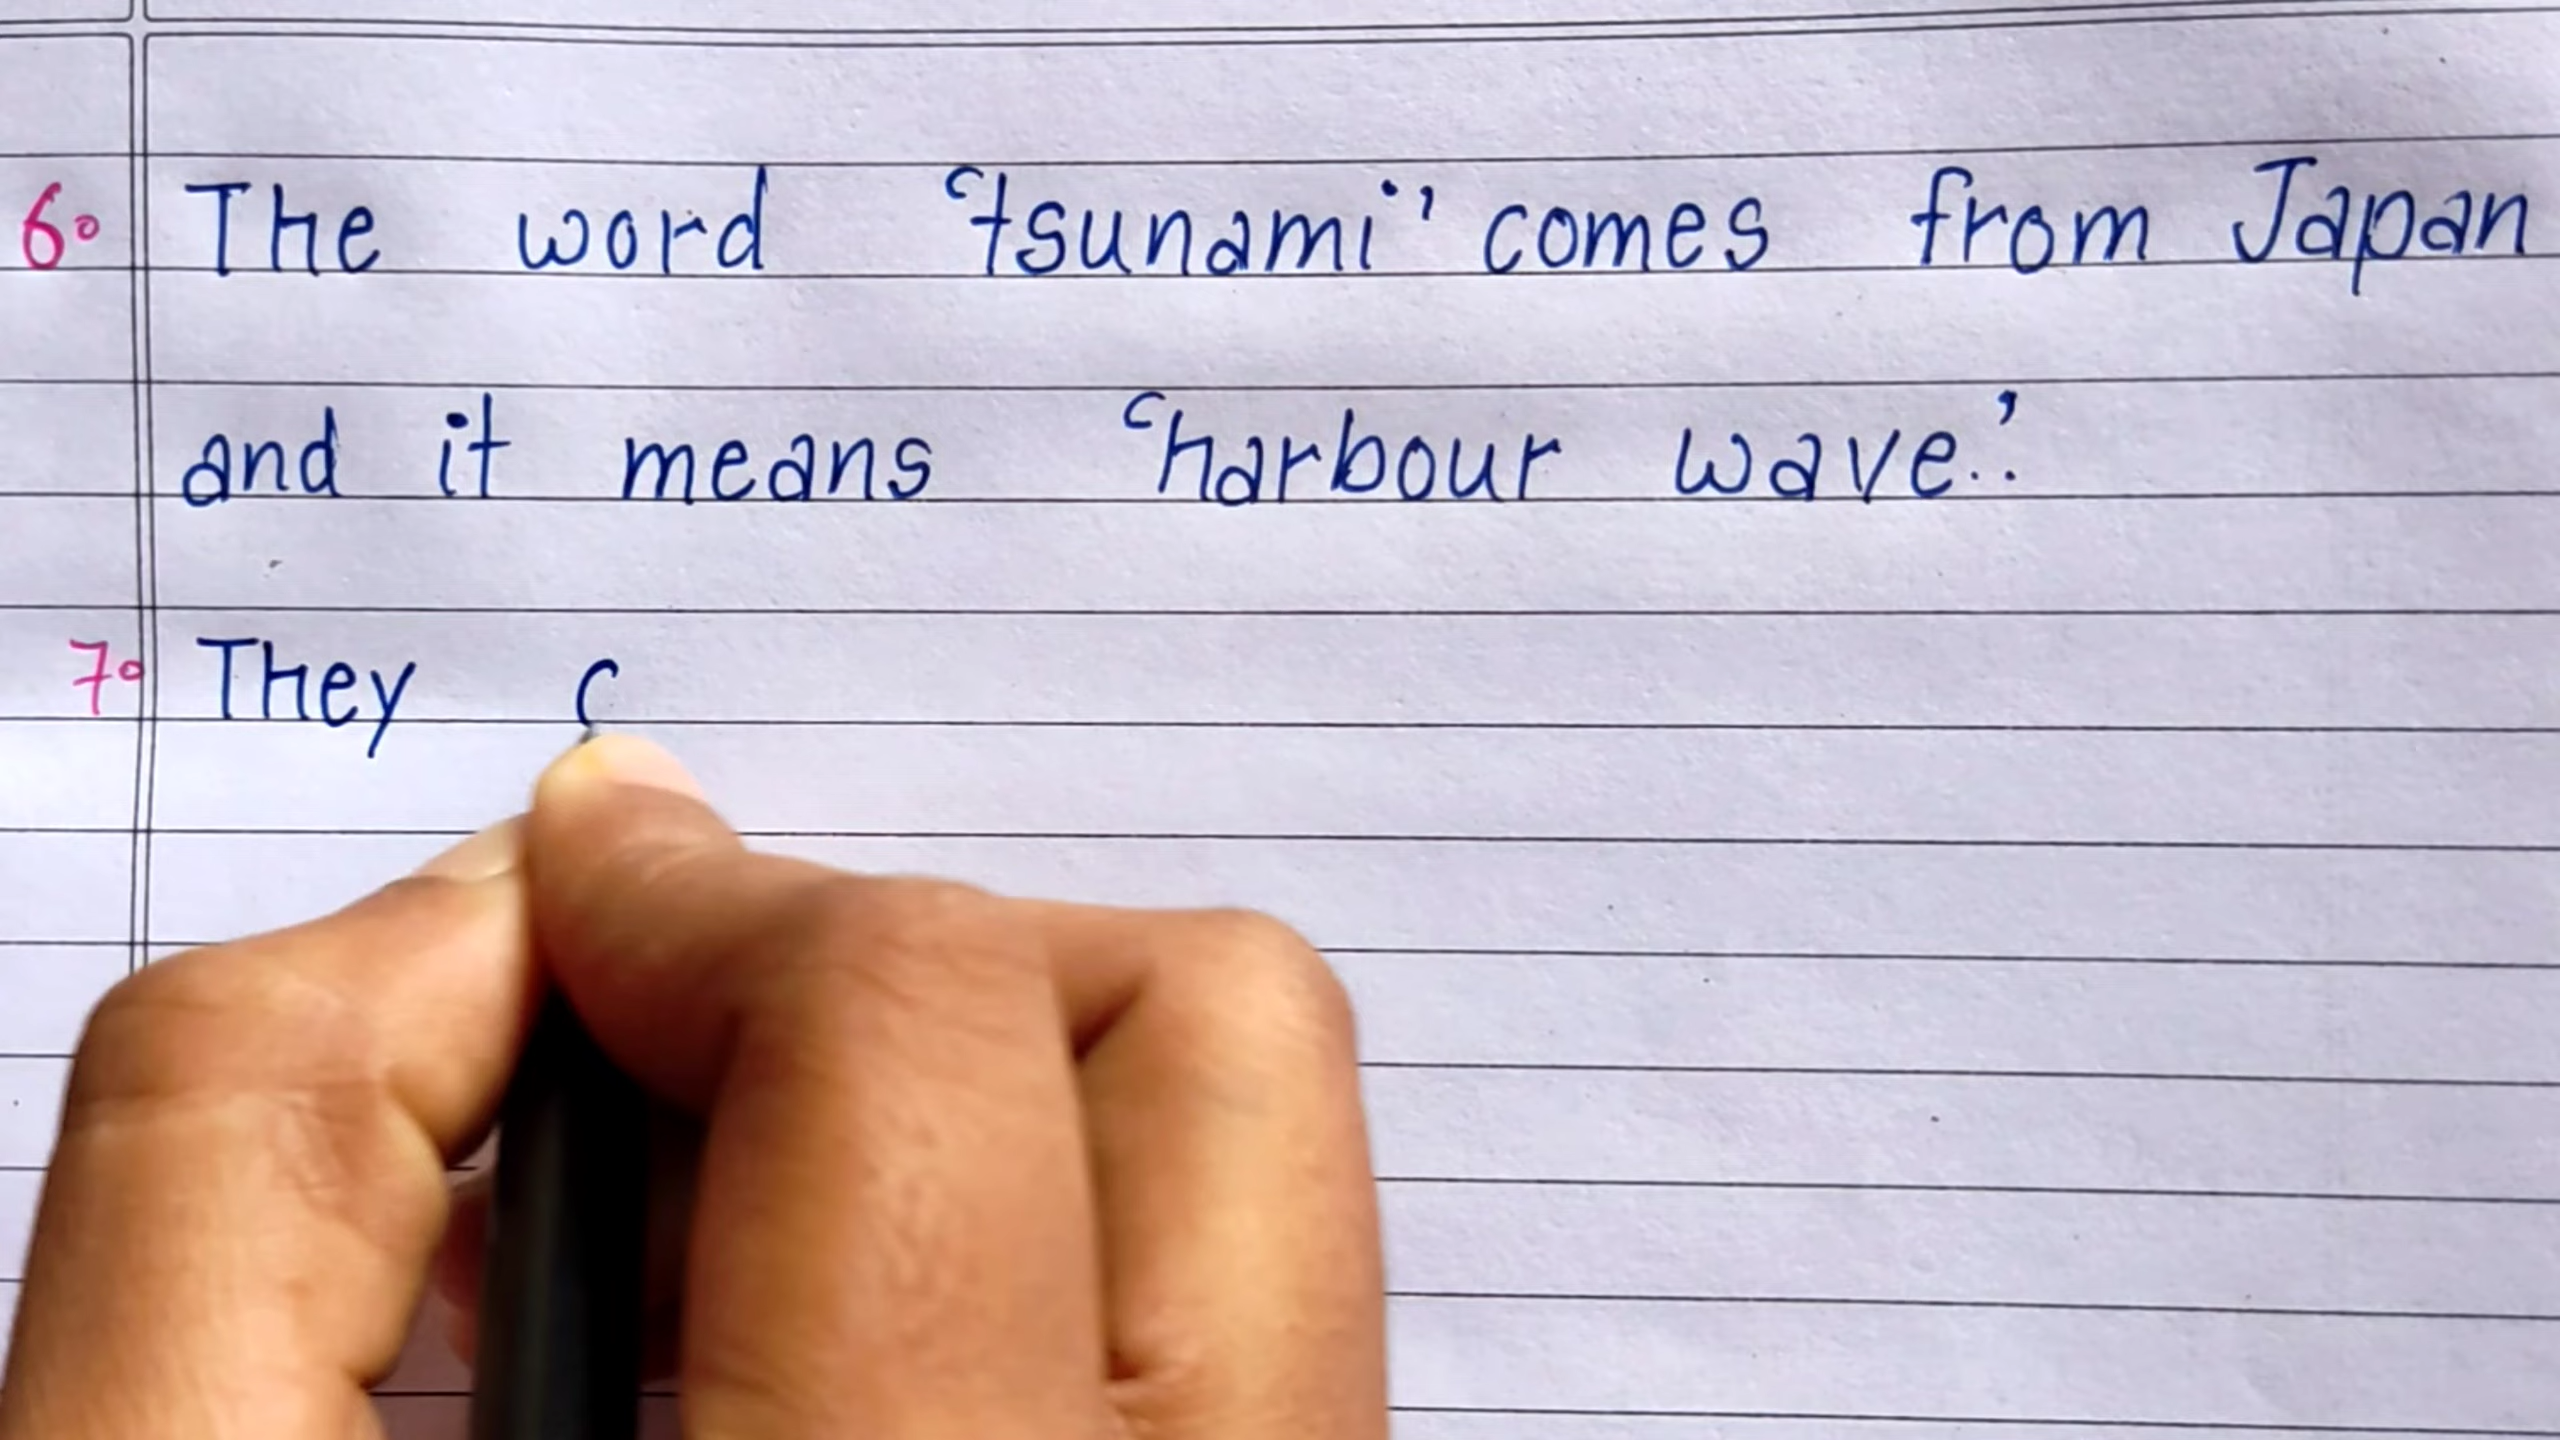 6. The word 'tsunami' comes from Japan
and it means 'harbour wave.'
7. They c